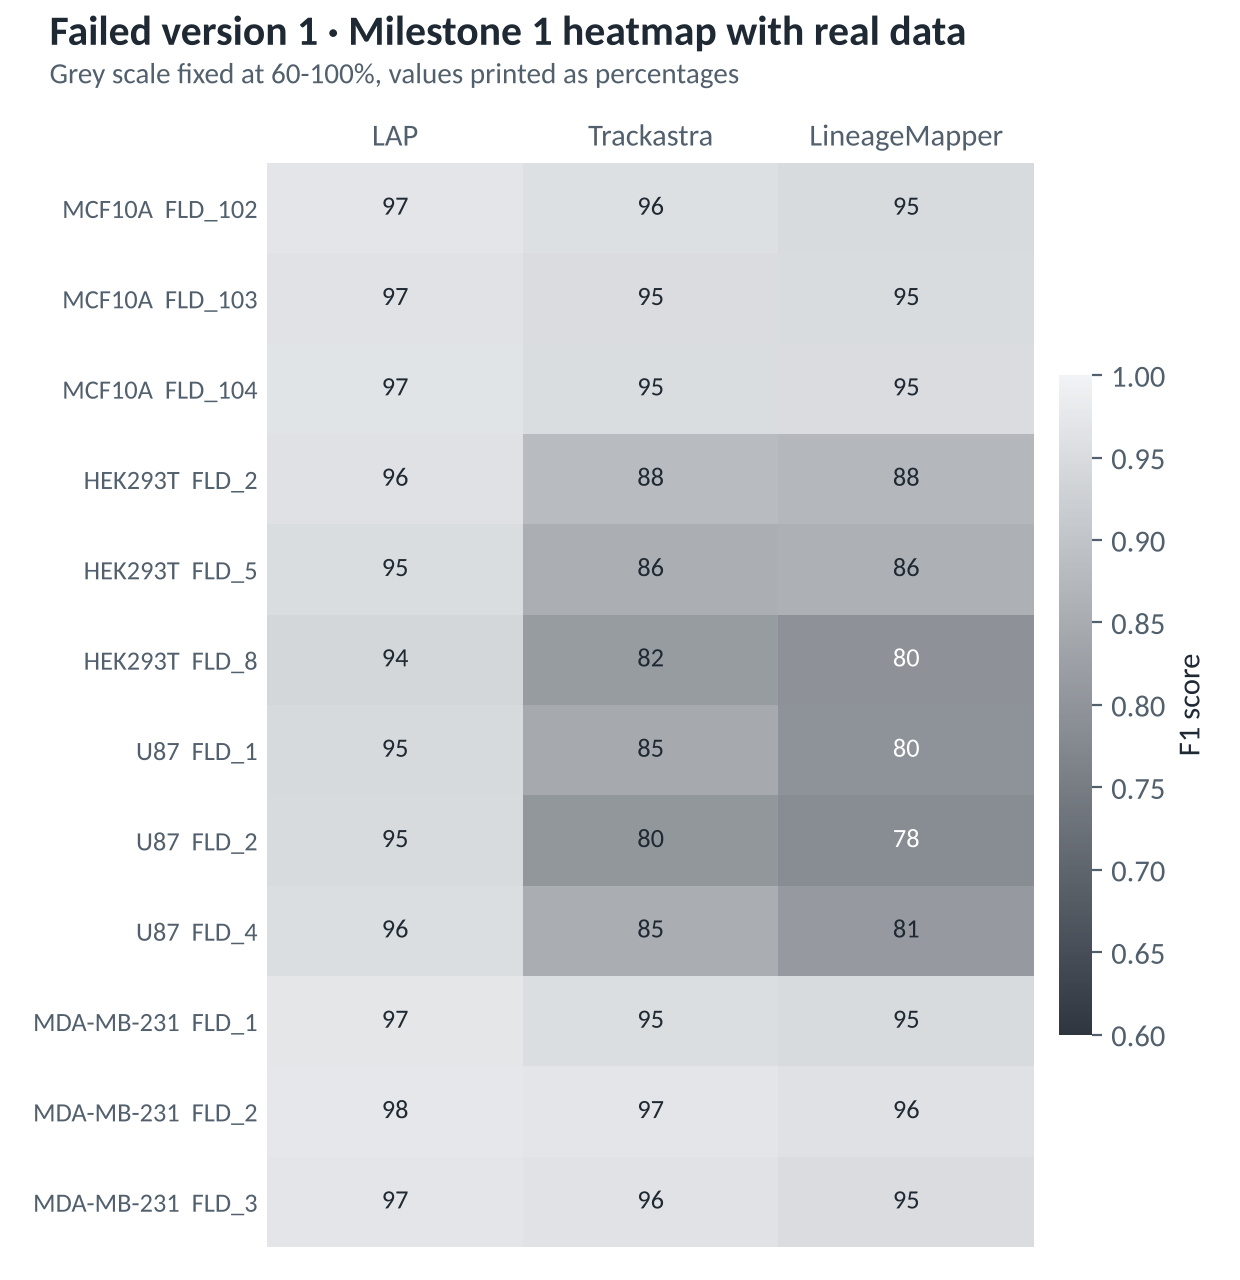 Failed version 1 · Milestone 1 heatmap with real data
Grey scale fixed at 60-100%, values printed as percentages
LAP Trackastra LineageMapper
MCF10A FLD_102 97 96 95
MCF10A FLD_103 97 95 95
MCF10A FLD_104 97 95 95
HEK293T FLD_2 96 88 88
HEK293T FLD_5 95 86 86
HEK293T FLD_8 94 82 80
U87 FLD_1 95 85 80
U87 FLD_2 95 80 78
U87 FLD_4 96 85 81
MDA-MB-231 FLD_1 97 95 95
MDA-MB-231 FLD_2 98 97 96
MDA-MB-231 FLD_3 97 96 95
1.00
0.95
0.90
0.85
0.80
0.75
0.70
0.65
0.60
F1 score